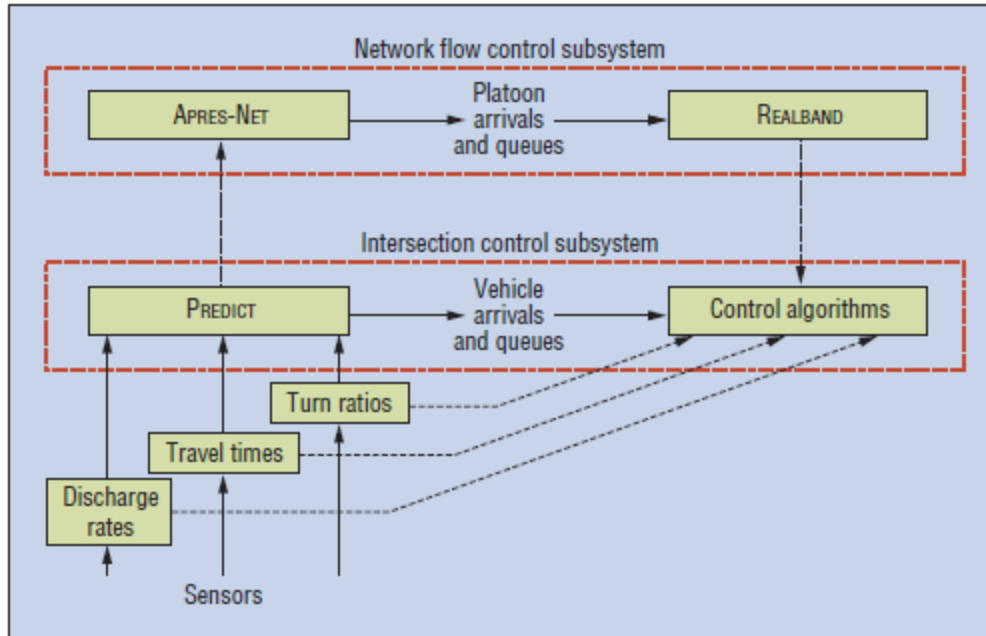 Network flow control subsystem
APRES-NET
Platoon
arrivals
and queues
REALBAND
Intersection control subsystem
PREDICT
Vehicle
arrivals
and queues
Control algorithms
Turn ratios
Travel times
Discharge
rates
Sensors